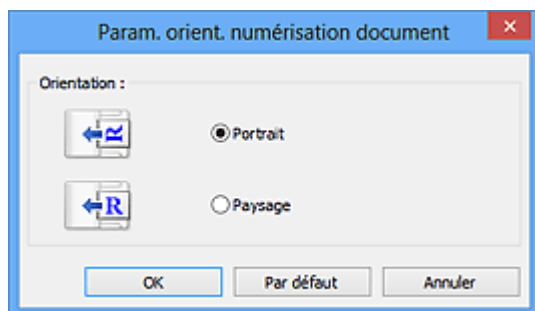 Param. orient. numérisation document
Orientation :
R
Portrait
R
Paysage
OK Par défaut Annuler